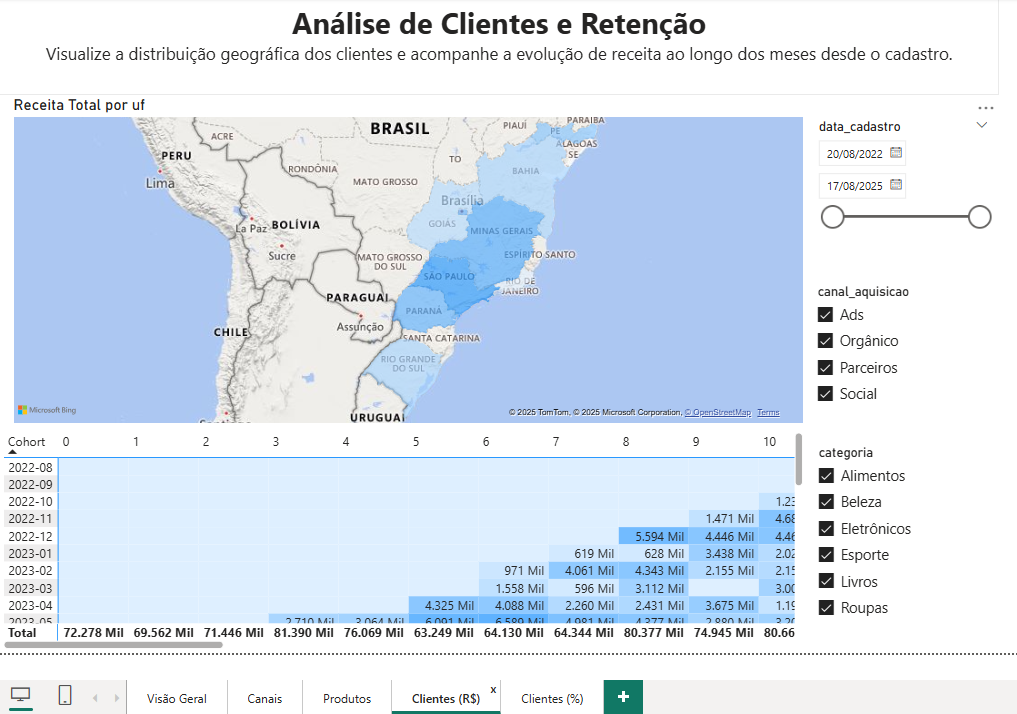 Análise de Clientes e Retenção
Visualize a distribuição geográfica dos clientes e acompanhe a evolução de receita ao longo dos meses desde o cadastro.
Receita Total por uf
BRASIL
PIAUÍ
PARAÍBA
PE
ACRE
ALAGOAS
SE
TO
PERU
RONDÔNIA
BAHIA
Lima
MATO GROSSO
Brasília
La Paz
BOLÍVIA
GOIÁS
MINAS GERAIS
Sucre
MATO GROSSO
DO SUL
ESPÍRITO SANTO
SÃO PAULO
RIO DE
JANEIRO
PARAGUAI
PARANÁ
Assunção
CHILE
SANTA CATARINA
RIO GRANDE
DO SUL
Microsoft Bing
URUGUAI
© 2025 TomTom, © 2025 Microsoft Corporation, © OpenStreetMap Terms
data_cadastro
20/08/2022
17/08/2025
canal_aquisicao
Ads
Orgânico
Parceiros
Social
categoria
Alimentos
Beleza
Eletrônicos
Esporte
Livros
Roupas
Cohort 0 1 2 3 4 5 6 7 8 9 10
2022-08
2022-09
2022-10 1.23
2022-11 1.471 Mil 4.68
2022-12 5.594 Mil 4.446 Mil 4.46
2023-01 619 Mil 628 Mil 3.438 Mil 2.02
2023-02 971 Mil 4.061 Mil 4.343 Mil 2.155 Mil 2.15
2023-03 1.558 Mil 596 Mil 3.112 Mil 3.00
2023-04 4.325 Mil 4.088 Mil 2.260 Mil 2.431 Mil 3.675 Mil 1.19
2023-05 2.710 Mil 3.064 Mil 6.091 Mil 6.589 Mil 4.981 Mil 4.377 Mil 2.880 Mil 3.20
Total 72.278 Mil 69.562 Mil 71.446 Mil 81.390 Mil 76.069 Mil 63.249 Mil 64.130 Mil 64.344 Mil 80.377 Mil 74.945 Mil 80.66
Visão Geral
Canais
Produtos
Clientes (R$) x
Clientes (%)
+